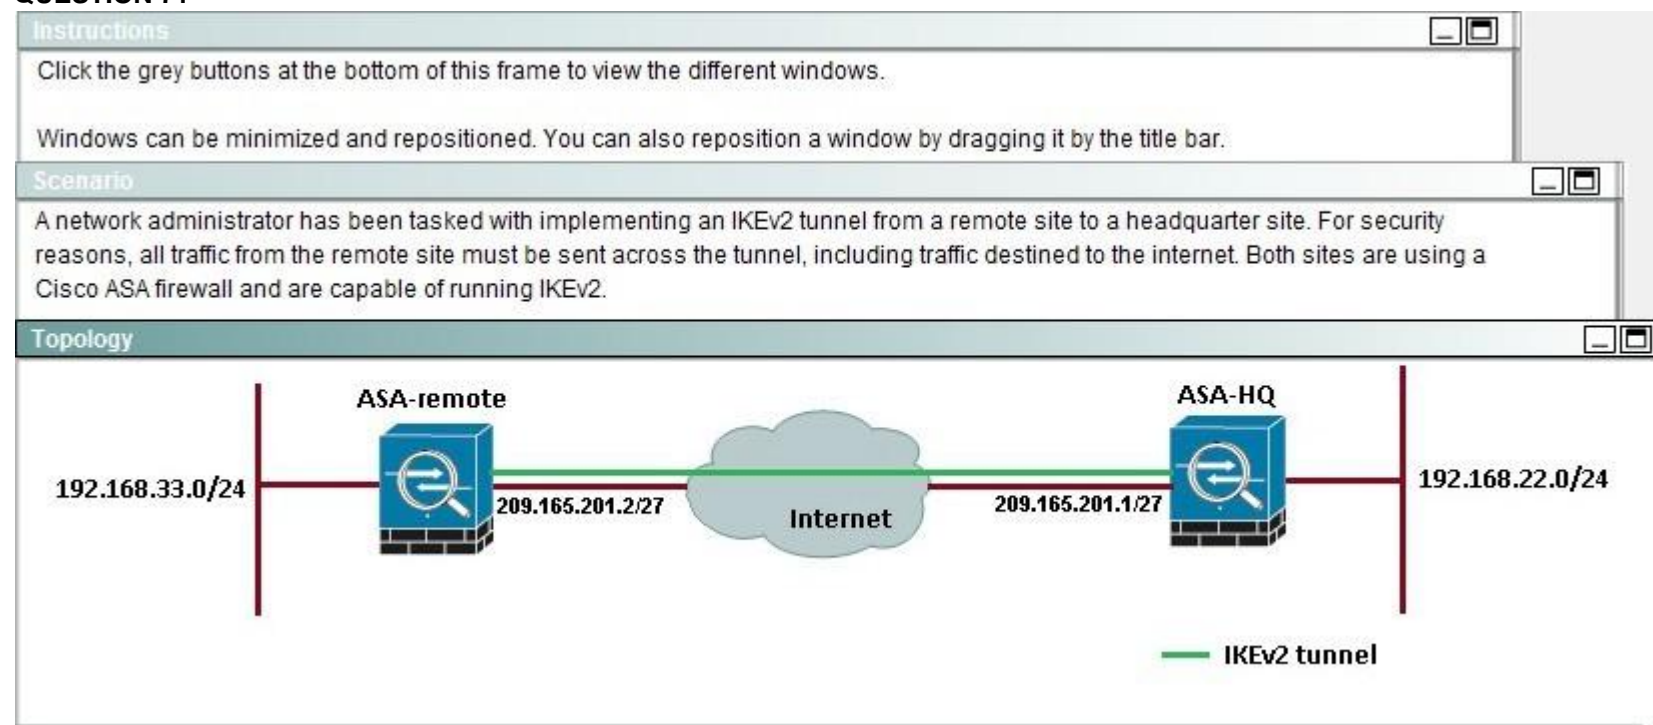 Instructions
Click the grey buttons at the bottom of this frame to view the different windows.
Windows can be minimized and repositioned. You can also reposition a window by dragging it by the title bar.
Scenario
A network administrator has been tasked with implementing an IKEv2 tunnel from a remote site to a headquarter site. For security
reasons, all traffic from the remote site must be sent across the tunnel, including traffic destined to the internet. Both sites are using a
Cisco ASA firewall and are capable of running IKEv2.
Topology
ASA-remote
ASA-HQ
192.168.33.0/24
209.165.201.2/27
Internet
209.165.201.1/27
192.168.22.0/24
IKEv2 tunnel